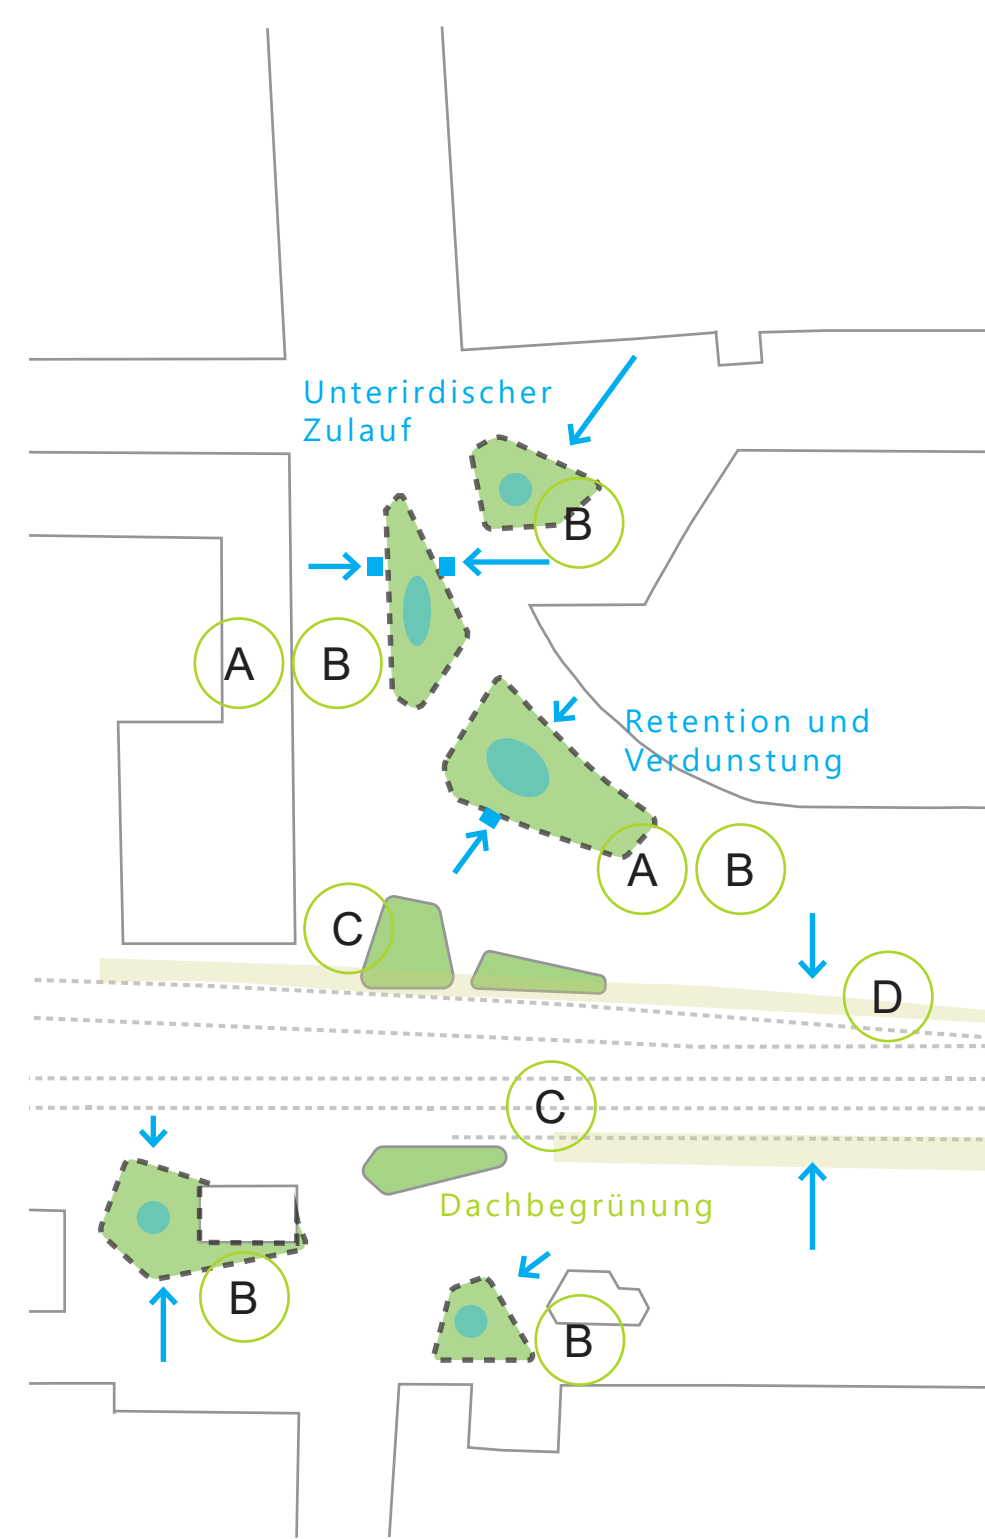 Unterirdischer
Zulauf
B
A
B
Retention und
Verdunstung
A
B
C
D
C
Dachbegrünung
B
B